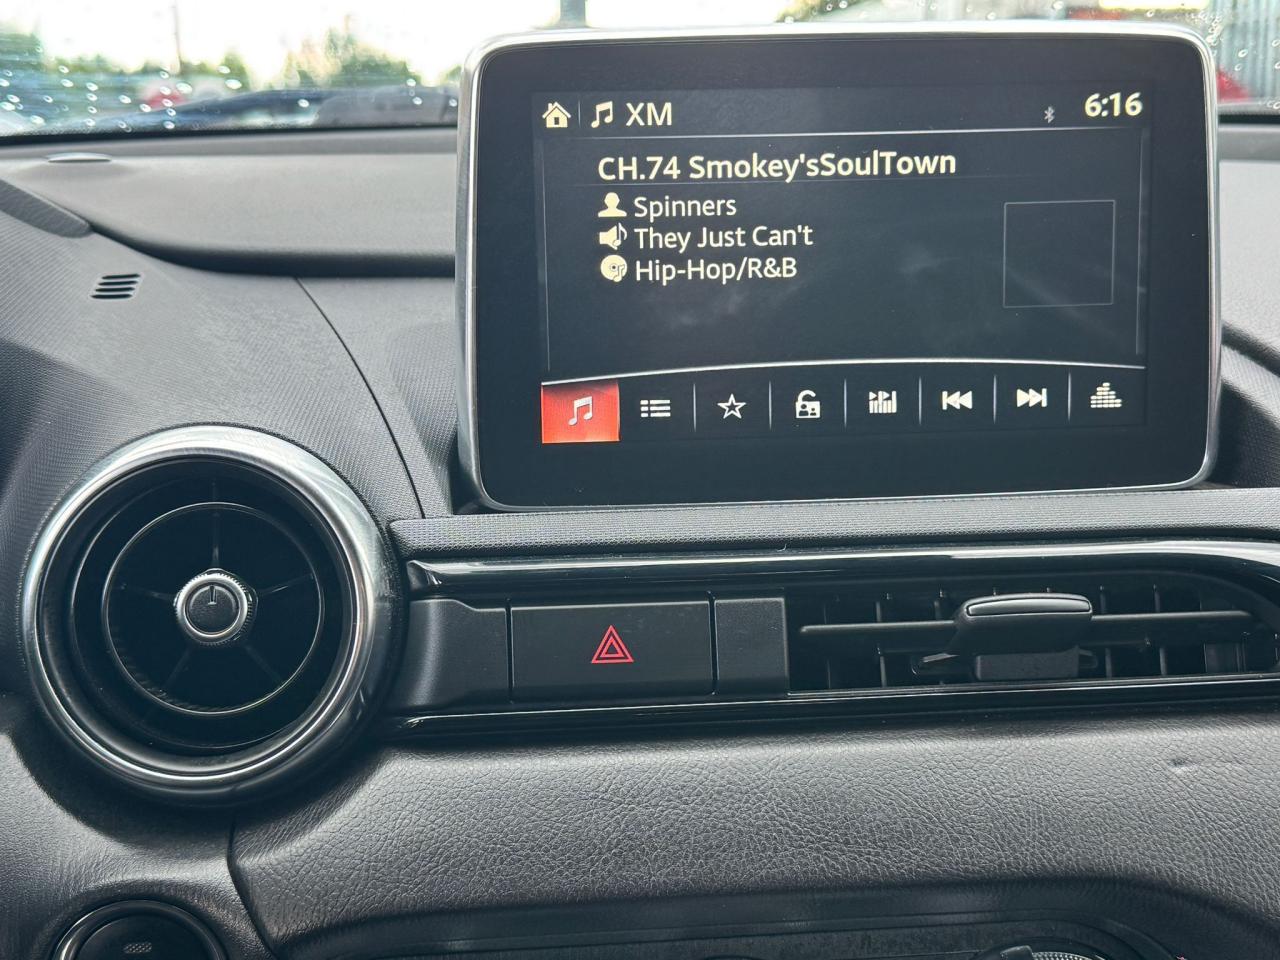 XM
6:16
CH.74 Smokey'sSoulTown
Spinners
They Just Can't
Hip-Hop/R&B